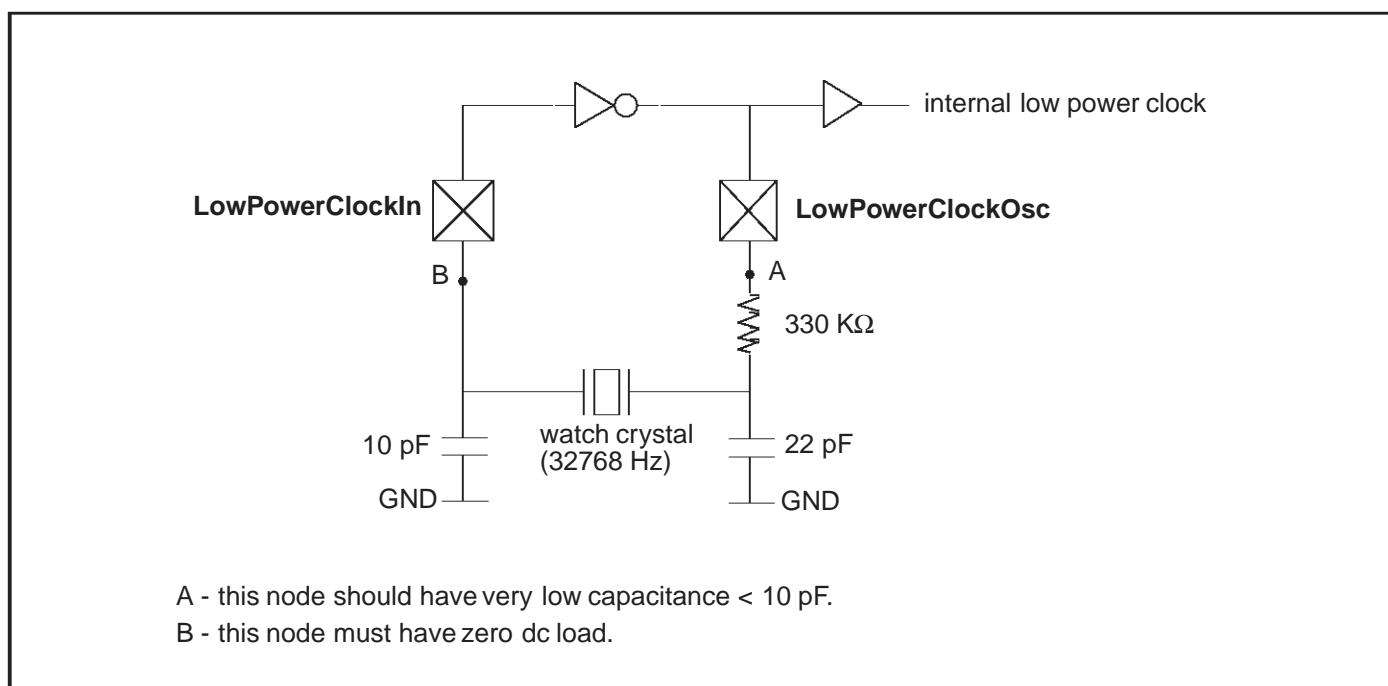 internal low power clock
LowPowerClockIn
LowPowerClockOsc
B
A
330 KΩ
10 pF
watch crystal
(32768 Hz)
22 pF
GND
GND
A - this node should have very low capacitance < 10 pF.
B - this node must have zero dc load.